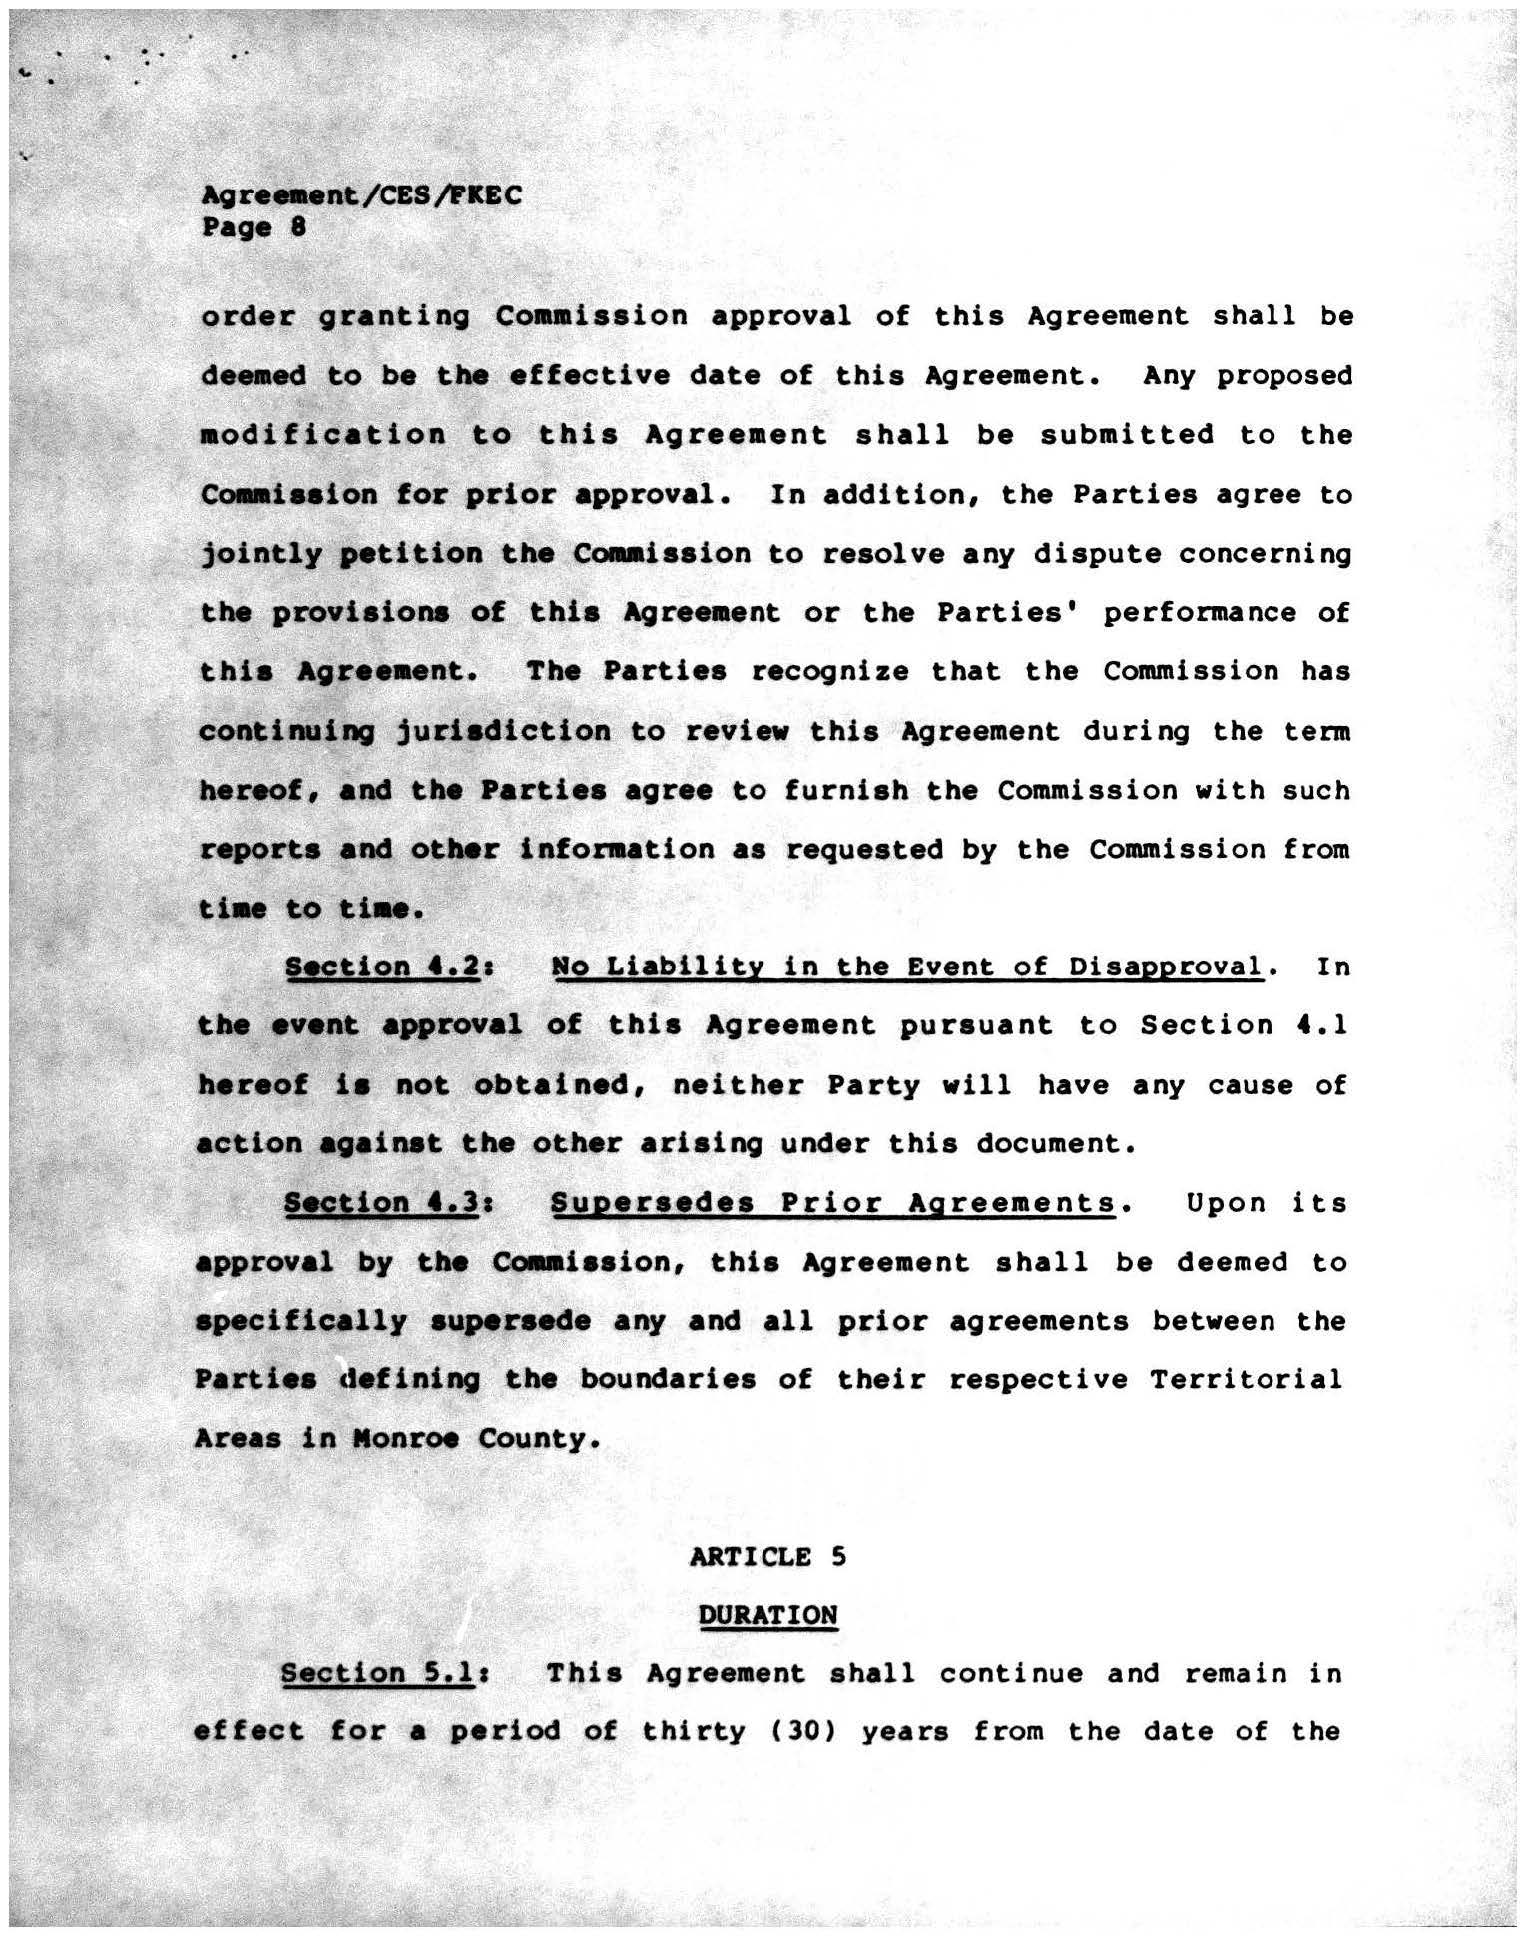 Agreement/CES/FKEC
Page 8
order granting Commission approval of this Agreement shall be
deemed to be the effective date of this Agreement. Any proposed
modification to this Agreement shall be submitted to the
Commission for prior approval. In addition, the Parties agree to
jointly petition the Commission to resolve any dispute concerning
the provisions of this Agreement or the Parties' performance of
this Agreement. The Parties recognize that the Commission has
continuing jurisdiction to review this Agreement during the term
hereof, and the Parties agree to furnish the Commission with such
reports and other information as requested by the Commission from
time to time.
Section 4.2: No Liability in the Event of Disapproval. In
the event approval of this Agreement pursuant to Section 4.1
hereof is not obtained, neither Party will have any cause of
action against the other arising under this document.
Section 4.3: Supersedes Prior Agreements. Upon its
approval by the Commission, this Agreement shall be deemed to
specifically supersede any and all prior agreements between the
Parties defining the boundaries of their respective Territorial
Areas in Monroe County.
ARTICLE 5
DURATION
Section 5.1: This Agreement shall continue and remain in
effect for a period of thirty (30) years from the date of the